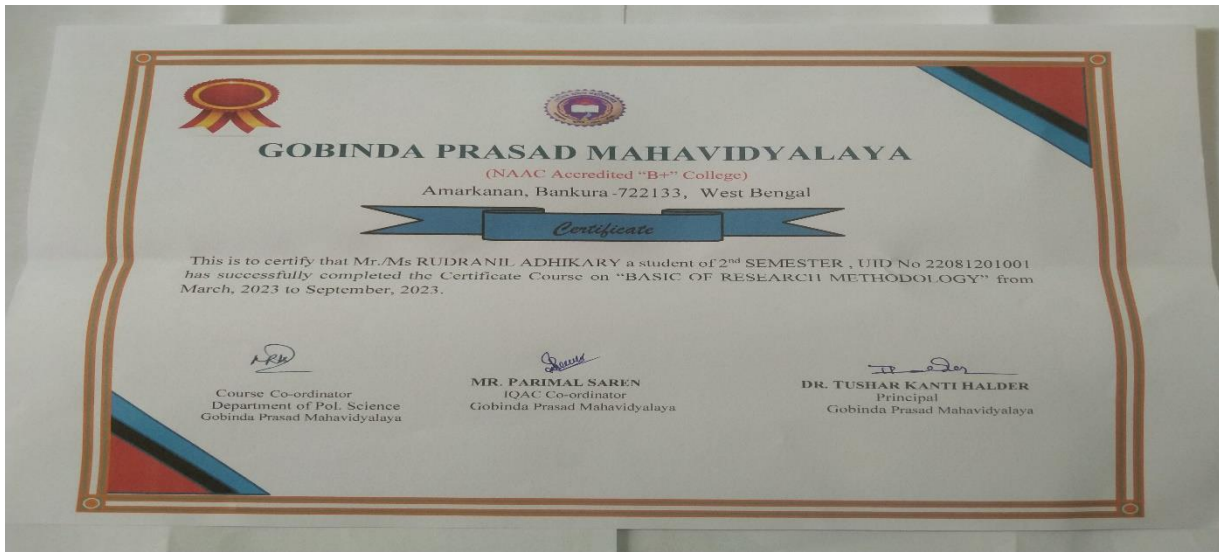 GOBINDA PRASAD MAHAVIDYALAYA
(NAAC Accredited "B+" College)
Amarkanan, Bankura -722133, West Bengal
Certificate
This is to certify that Mr./Ms RUDRANIL ADHIKARY a student of 2nd SEMESTER , UID No 22081201001
has successfully completed the Certificate Course on "BASIC OF RESEARCH METHODOLOGY" from
March, 2023 to September, 2023.
Course Co-ordinator
Department of Pol. Science
Gobinda Prasad Mahavidyalaya
MR. PARIMAL SAREN
IQAC Co-ordinator
Gobinda Prasad Mahavidyalaya
DR. TUSHAR KANTI HALDER
Principal
Gobinda Prasad Mahavidyalaya